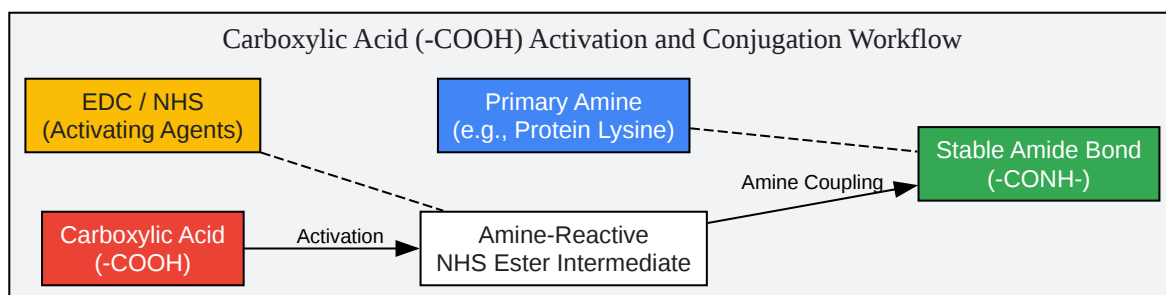 Carboxylic Acid (-COOH) Activation and Conjugation Workflow
EDC / NHS
(Activating Agents)
Primary Amine
(e.g., Protein Lysine)
Stable Amide Bond
(-CONH-)
Amine Coupling
Carboxylic Acid
(-COOH)
Activation
Amine-Reactive
NHS Ester Intermediate